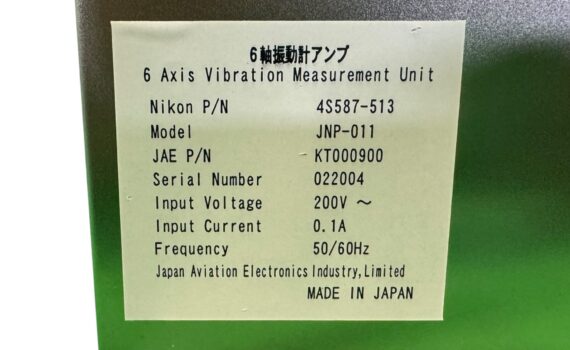 6軸振動計アンプ
6 Axis Vibration Measurement Unit
Nikon P/N 4S587-513
Model JNP-011
JAE P/N KT000900
Serial Number 022004
Input Voltage 200V ～
Input Current 0.1A
Frequency 50/60Hz
Japan Aviation Electronics Industry,Limited
MADE IN JAPAN